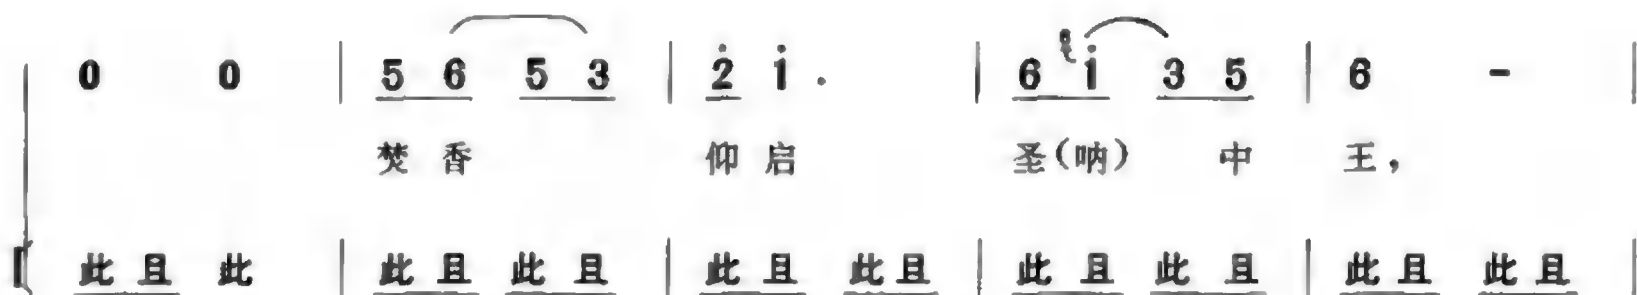 0 0 | 5 6 5 3 | 2̇ 1̇ . | 6 1̇ 3 5 | 6 - |
焚香 仰启 圣(呐) 中 王，
此且 此 | 此且 此且 | 此且 此且 | 此且 此且 | 此且 此且 |